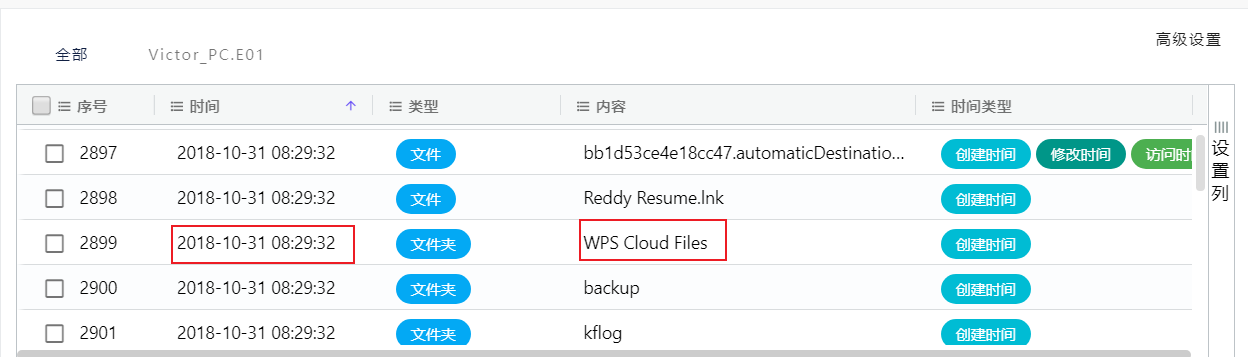 高级设置
全部 Victor_PC.E01
序号 时间 类型 内容 时间类型
2897 2018-10-31 08:29:32 文件 bb1d53ce4e18cc47.automaticDestinatio... 创建时间 修改时间 访问时
2898 2018-10-31 08:29:32 文件 Reddy Resume.lnk 创建时间
2899 2018-10-31 08:29:32 文件夹 WPS Cloud Files 创建时间
2900 2018-10-31 08:29:32 文件夹 backup 创建时间
2901 2018-10-31 08:29:32 文件夹 kflog 创建时间
设置列